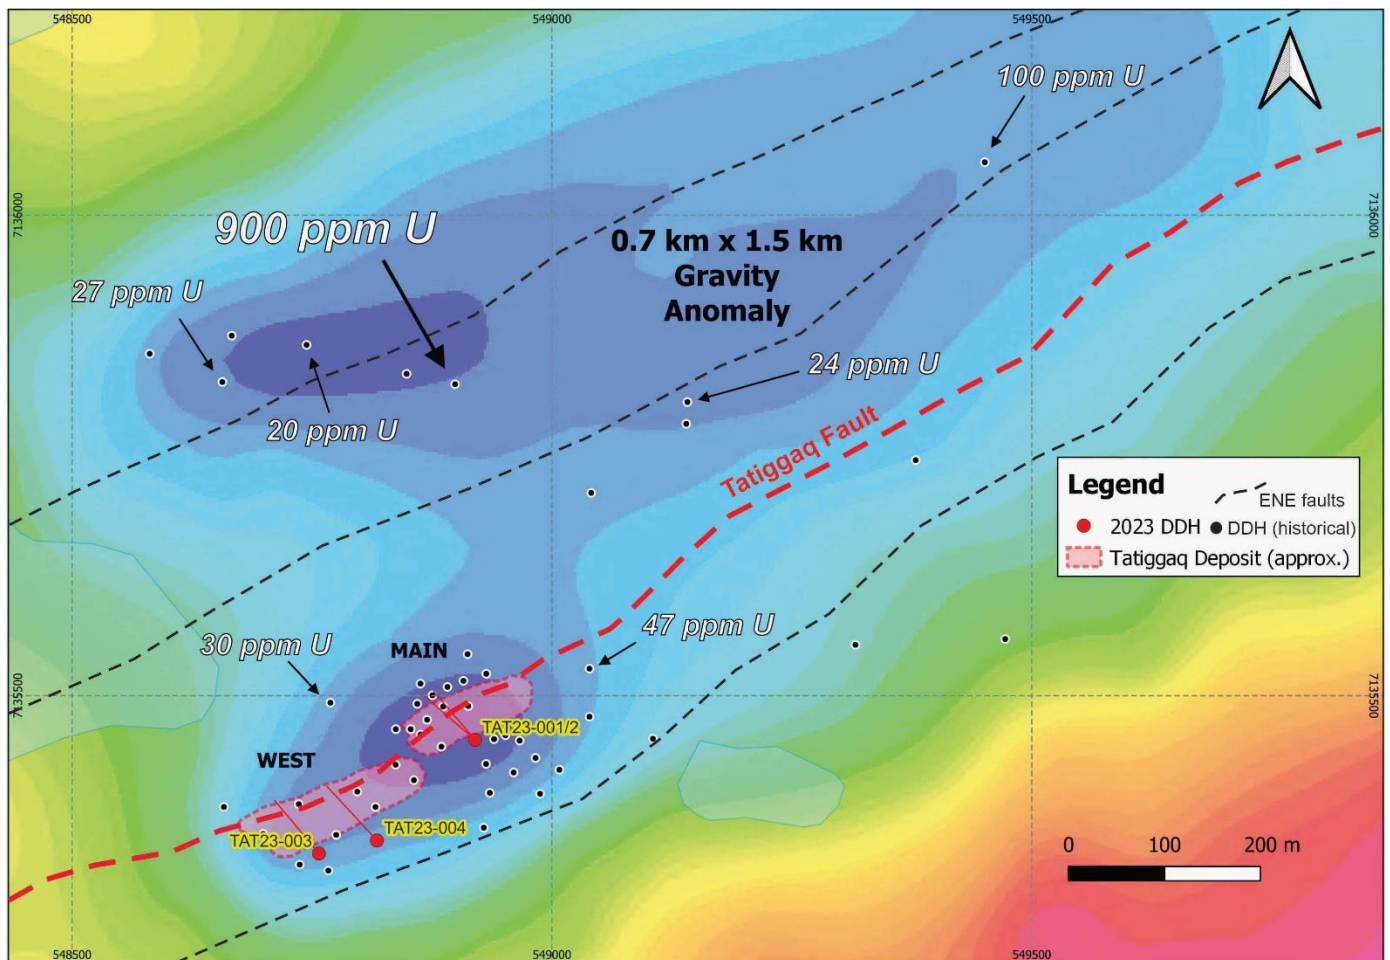 548500
549000
549500
100 ppm U
7136000
7136000
900 ppm U
0.7 km x 1.5 km
Gravity
Anomaly
27 ppm U
24 ppm U
20 ppm U
Tatiggaq Fault
Legend
ENE faults
2023 DDH
DDH (historical)
Tatiggaq Deposit (approx.)
30 ppm U
MAIN
47 ppm U
7135500
7135500
TAT23-001/2
WEST
TAT23-004
TAT23-003
0
100
200 m
548500
549000
549500